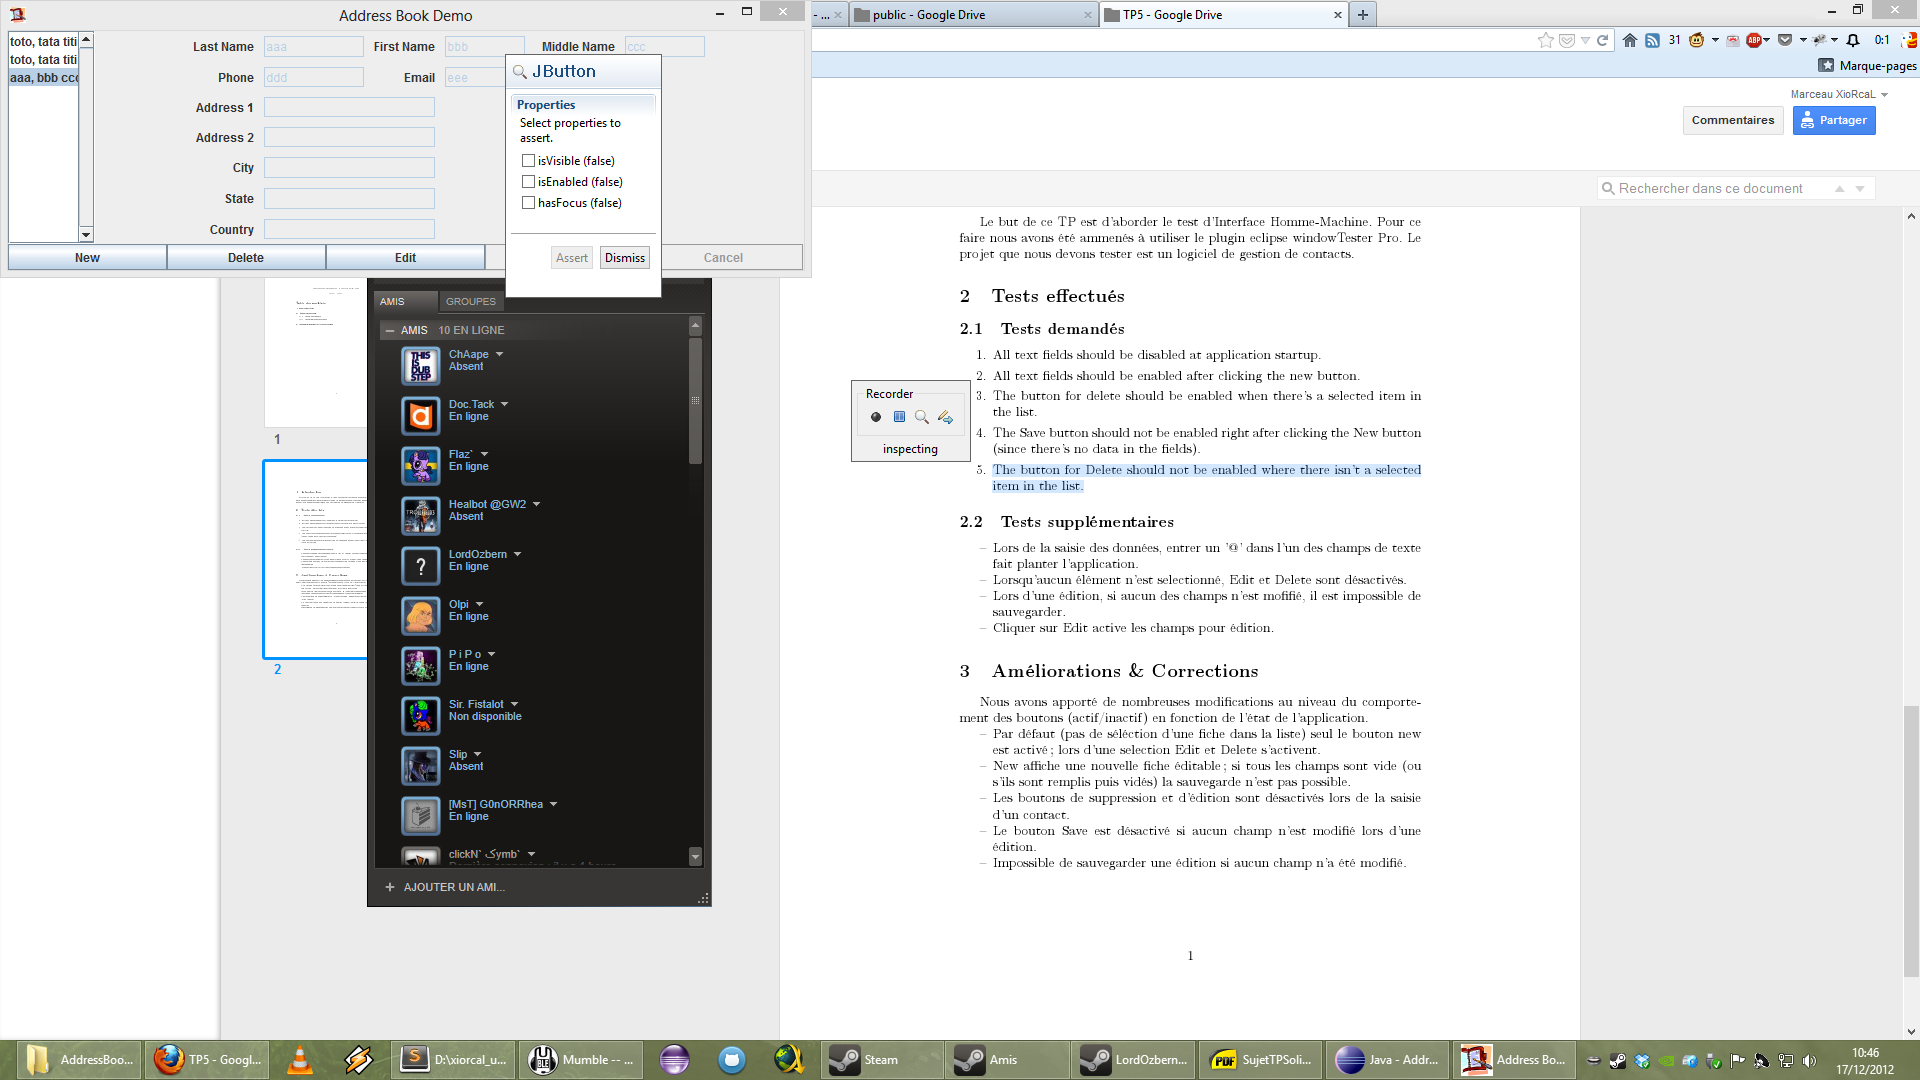 Address Book Demo
toto, tata titi
toto, tata titi
aaa, bbb ccc
Last Name aaa First Name bbb Middle Name ccc
Phone ddd Email eee
Address 1
Address 2
City
State
Country
New Delete Edit Cancel
JButton
Properties
Select properties to
assert.
isVisible (false)
isEnabled (false)
hasFocus (false)
Assert Dismiss
- ... public - Google Drive TP5 - Google Drive
31 ABP 0:1
Marque-pages
Marceau XioRcaL
Commentaires Partager
Rechercher dans ce document
1
2
AMIS GROUPES
AMIS 10 EN LIGNE
ChAape
Absent
Doc.Tack
En ligne
Flaz`
En ligne
Healbot @GW2
Absent
LordOzbern
En ligne
Olpi
En ligne
P i P o
En ligne
Sir. Fistalot
Non disponible
Slip
Absent
[MsT] G0nORRhea
En ligne
AJOUTER UN AMI...
Recorder
inspecting
Le but de ce TP est d'aborder le test d'Interface Homme-Machine. Pour ce
faire nous avons été ammenés à utiliser le plugin eclipse windowTester Pro. Le
projet que nous devons tester est un logiciel de gestion de contacts.
2 Tests effectués
2.1 Tests demandés
1. All text fields should be disabled at application startup.
2. All text fields should be enabled after clicking the new button.
3. The button for delete should be enabled when there's a selected item in
the list.
4. The Save button should not be enabled right after clicking the New button
(since there's no data in the fields).
5. The button for Delete should not be enabled where there isn't a selected
item in the list.
2.2 Tests supplémentaires
– Lors de la saisie des données, entrer un '@' dans l'un des champs de texte
fait planter l'application.
– Lorsqu'aucun élément n'est selectionné, Edit et Delete sont désactivés.
– Lors d'une édition, si aucun des champs n'est mofifié, il est impossible de
sauvegarder.
– Cliquer sur Edit active les champs pour édition.
3 Améliorations & Corrections
Nous avons apporté de nombreuses modifications au niveau du comporte-
ment des boutons (actif/inactif) en fonction de l'état de l'application.
– Par défaut (pas de séléction d'une fiche dans la liste) seul le bouton new
est activé ; lors d'une selection Edit et Delete s'activent.
– New affiche une nouvelle fiche éditable ; si tous les champs sont vide (ou
s'ils sont remplis puis vidés) la sauvegarde n'est pas possible.
– Les boutons de suppression et d'édition sont désactivés lors de la saisie
d'un contact.
– Le bouton Save est désactivé si aucun champ n'est modifié lors d'une
édition.
– Impossible de sauvegarder une édition si aucun champ n'a été modifié.
1
AddressBoo... TP5 - Googl... D:\xiorcal_u... Mumble -- ... Steam Amis LordOzbern... SujetTPSoli... Java - Addr... Address Bo...
10:46
17/12/2012